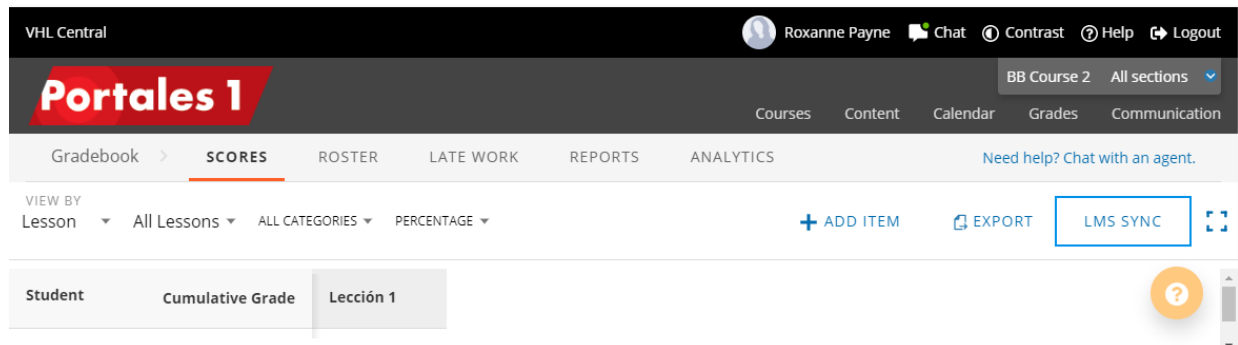 VHL Central Roxanne Payne Chat Contrast ? Help Logout
Portales 1
BB Course 2 All sections
Courses Content Calendar Grades Communication
Gradebook > SCORES ROSTER LATE WORK REPORTS ANALYTICS Need help? Chat with an agent.
VIEW BY
Lesson All Lessons ALL CATEGORIES PERCENTAGE + ADD ITEM EXPORT LMS SYNC
Student Cumulative Grade Lección 1 ?